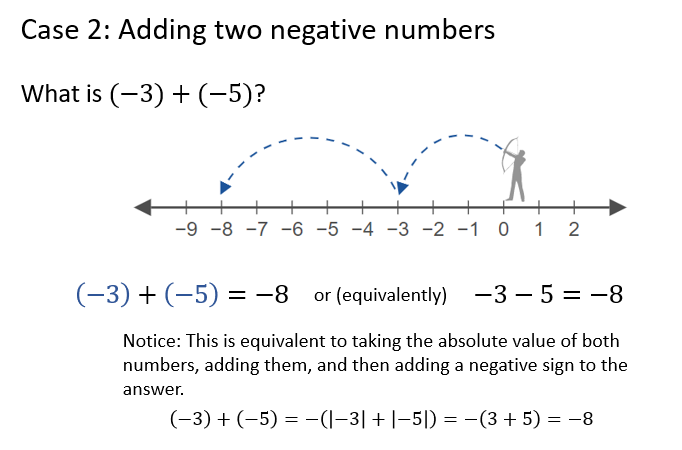 Case 2: Adding two negative numbers
What is (−3) + (−5)?
−9 −8 −7 −6 −5 −4 −3 −2 −1 0 1 2
(−3) + (−5) = −8 or (equivalently) −3 − 5 = −8
Notice: This is equivalent to taking the absolute value of both
numbers, adding them, and then adding a negative sign to the
answer.
(−3) + (−5) = −(|−3| + |−5|) = −(3 + 5) = −8